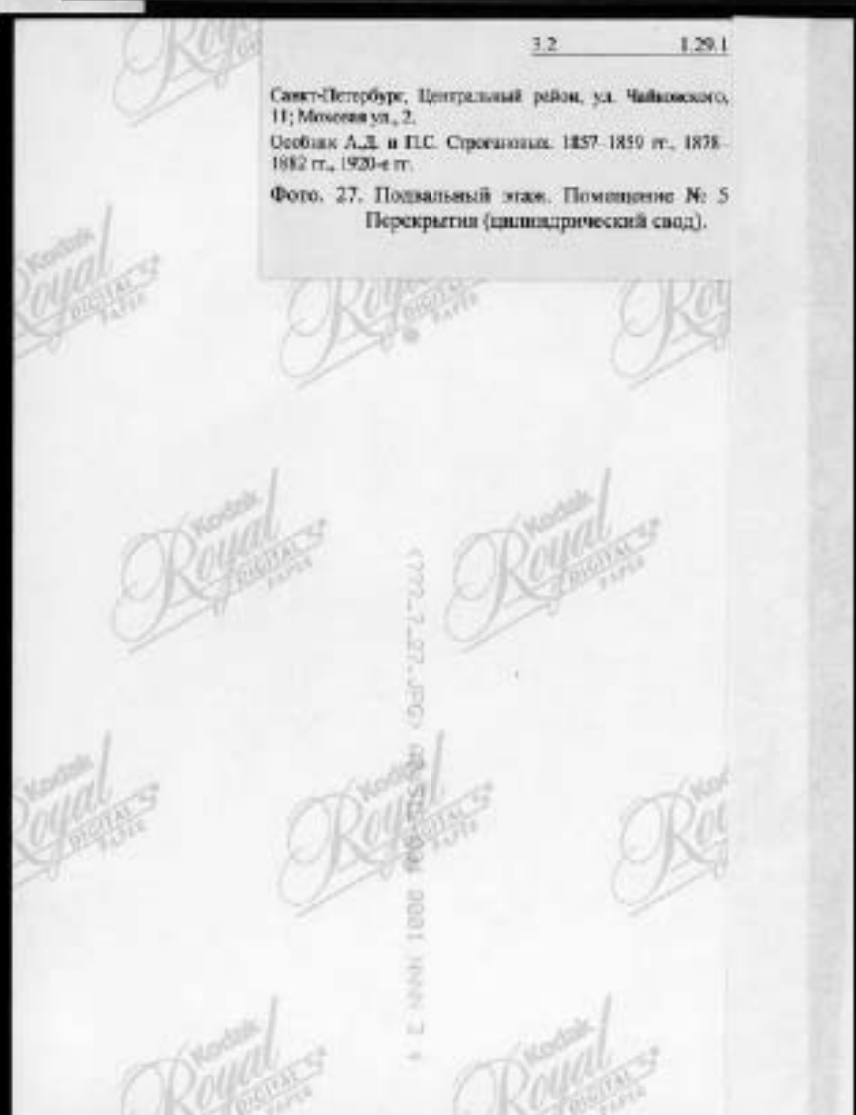 3.2 1.29.1
Санкт-Петербург, Центральный район, ул. Чайковского,
11; Моховая ул., 2.
Особняк А.Д. и П.С. Строгановых. 1857-1859 гг., 1878-
1882 гг., 1920-е гг.
Фото. 27. Подвальный этаж. Помещение № 5
Перекрытия (цилиндрический свод).
Kodak
Royal
DIGITAL
PAPER